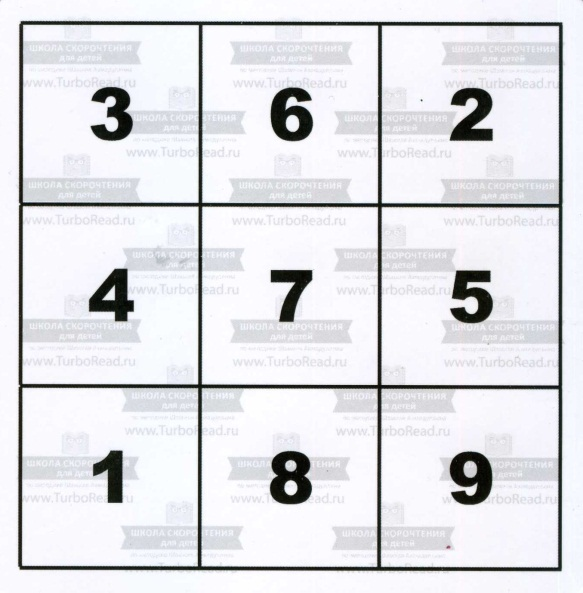 3 6 2
4 7 5
1 8 9
ШКОЛА СКОРОЧТЕНИЯ
для детей
www.TurboRead.ru